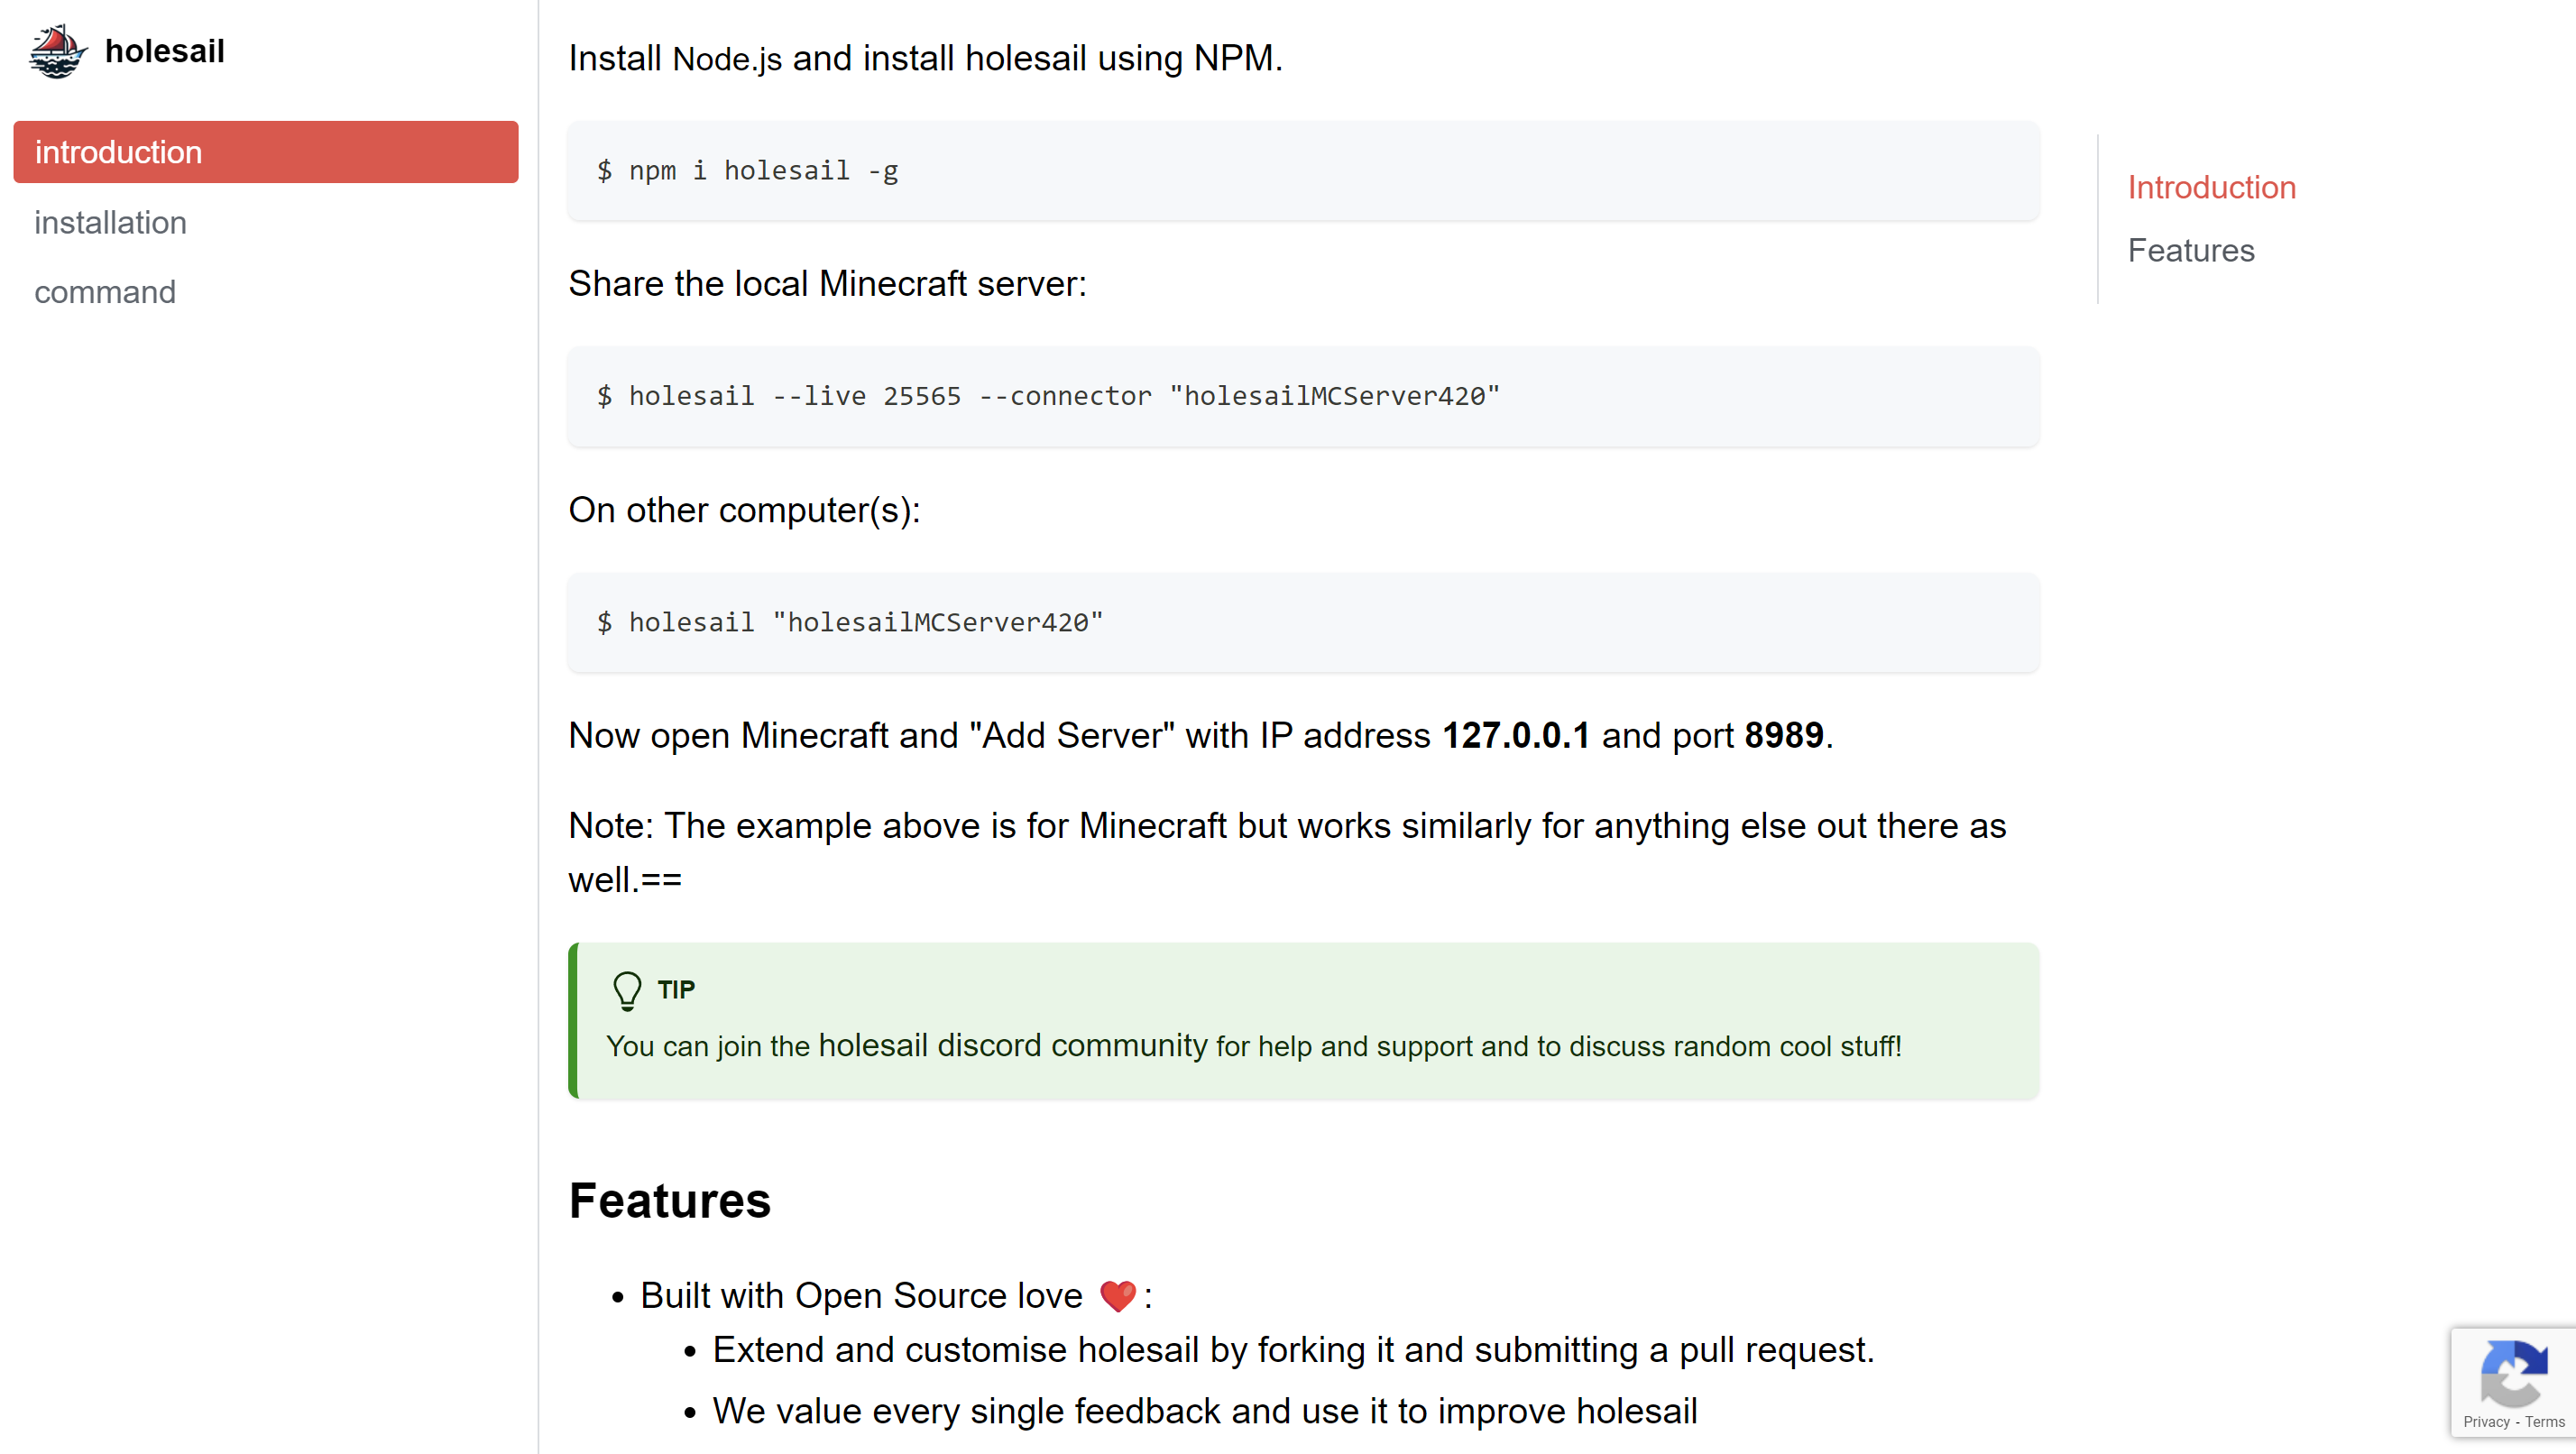 holesail
introduction
installation
command
Install Node.js and install holesail using NPM.
$ npm i holesail -g
Share the local Minecraft server:
$ holesail --live 25565 --connector "holesailMCServer420"
On other computer(s):
$ holesail "holesailMCServer420"
Now open Minecraft and "Add Server" with IP address 127.0.0.1 and port 8989.
Note: The example above is for Minecraft but works similarly for anything else out there as
well.==
TIP
You can join the holesail discord community for help and support and to discuss random cool stuff!
Features
• Built with Open Source love ❤️ :
• Extend and customise holesail by forking it and submitting a pull request.
• We value every single feedback and use it to improve holesail
Introduction
Features
Privacy - Terms